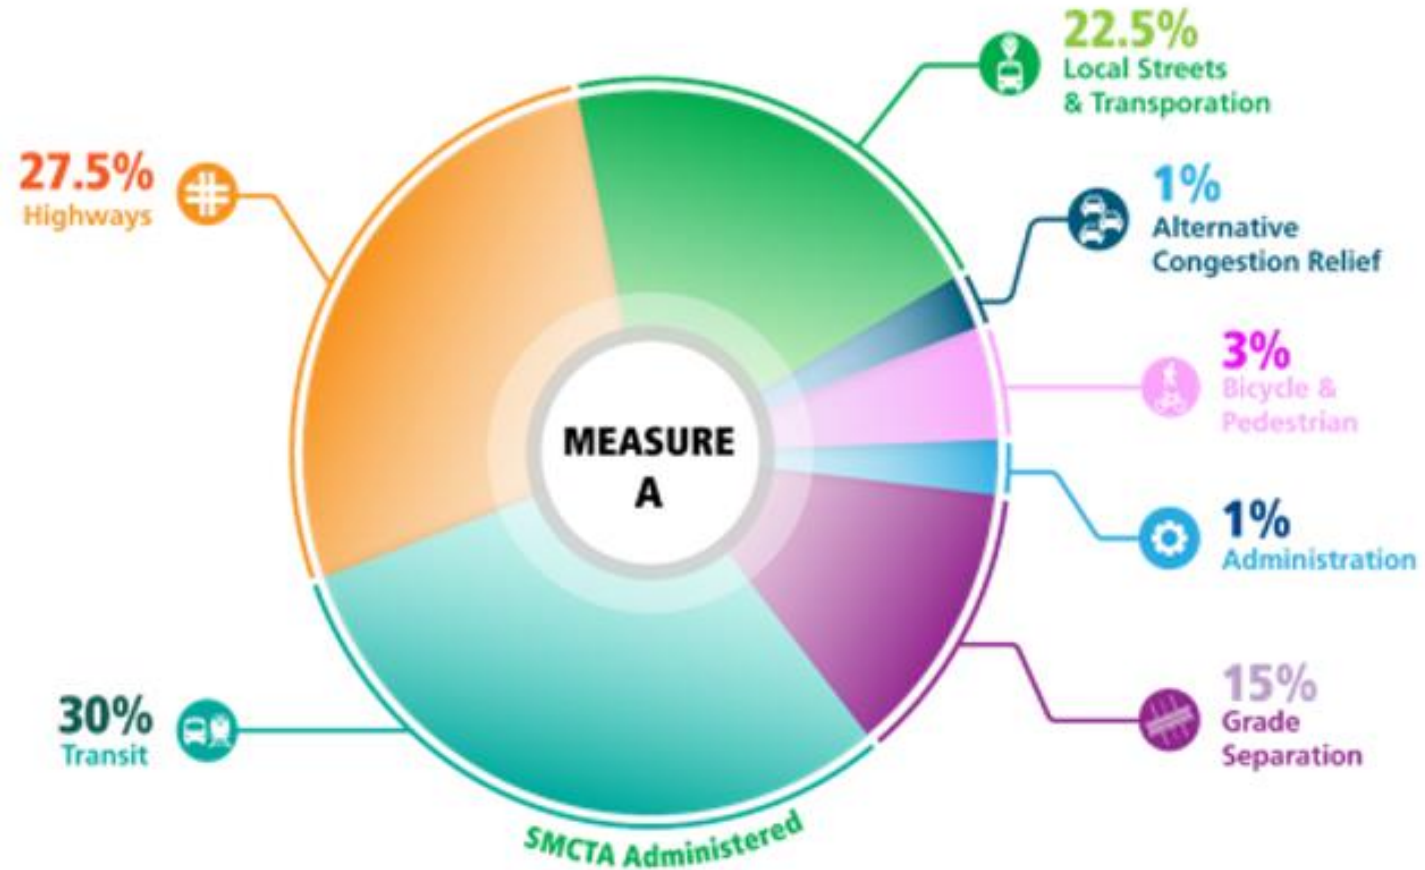 22.5%
Local Streets
& Transporation
27.5%
Highways
1%
Alternative
Congestion Relief
3%
Bicycle &
Pedestrian
MEASURE
A
1%
Administration
15%
Grade
Separation
30%
Transit
SMCTA Administered